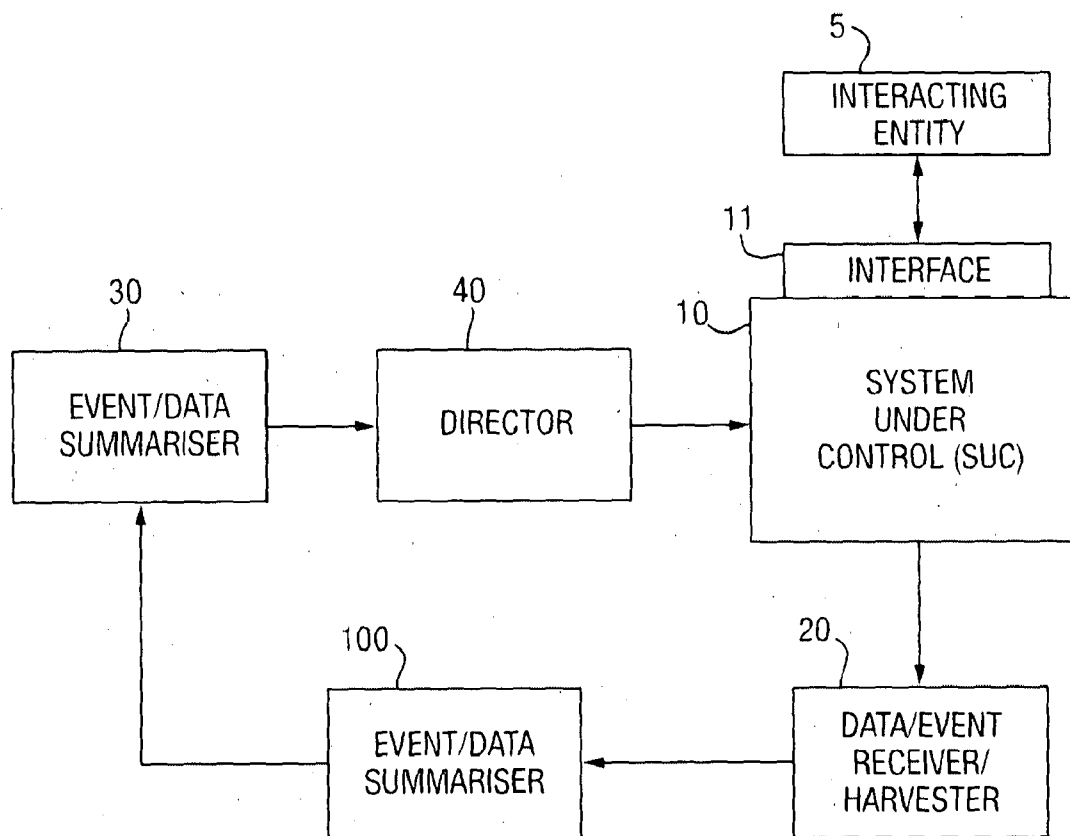 5
INTERACTING
ENTITY
11
INTERFACE
30
EVENT/DATA
SUMMARISER
40
DIRECTOR
10
SYSTEM
UNDER
CONTROL (SUC)
100
EVENT/DATA
SUMMARISER
20
DATA/EVENT
RECEIVER/
HARVESTER